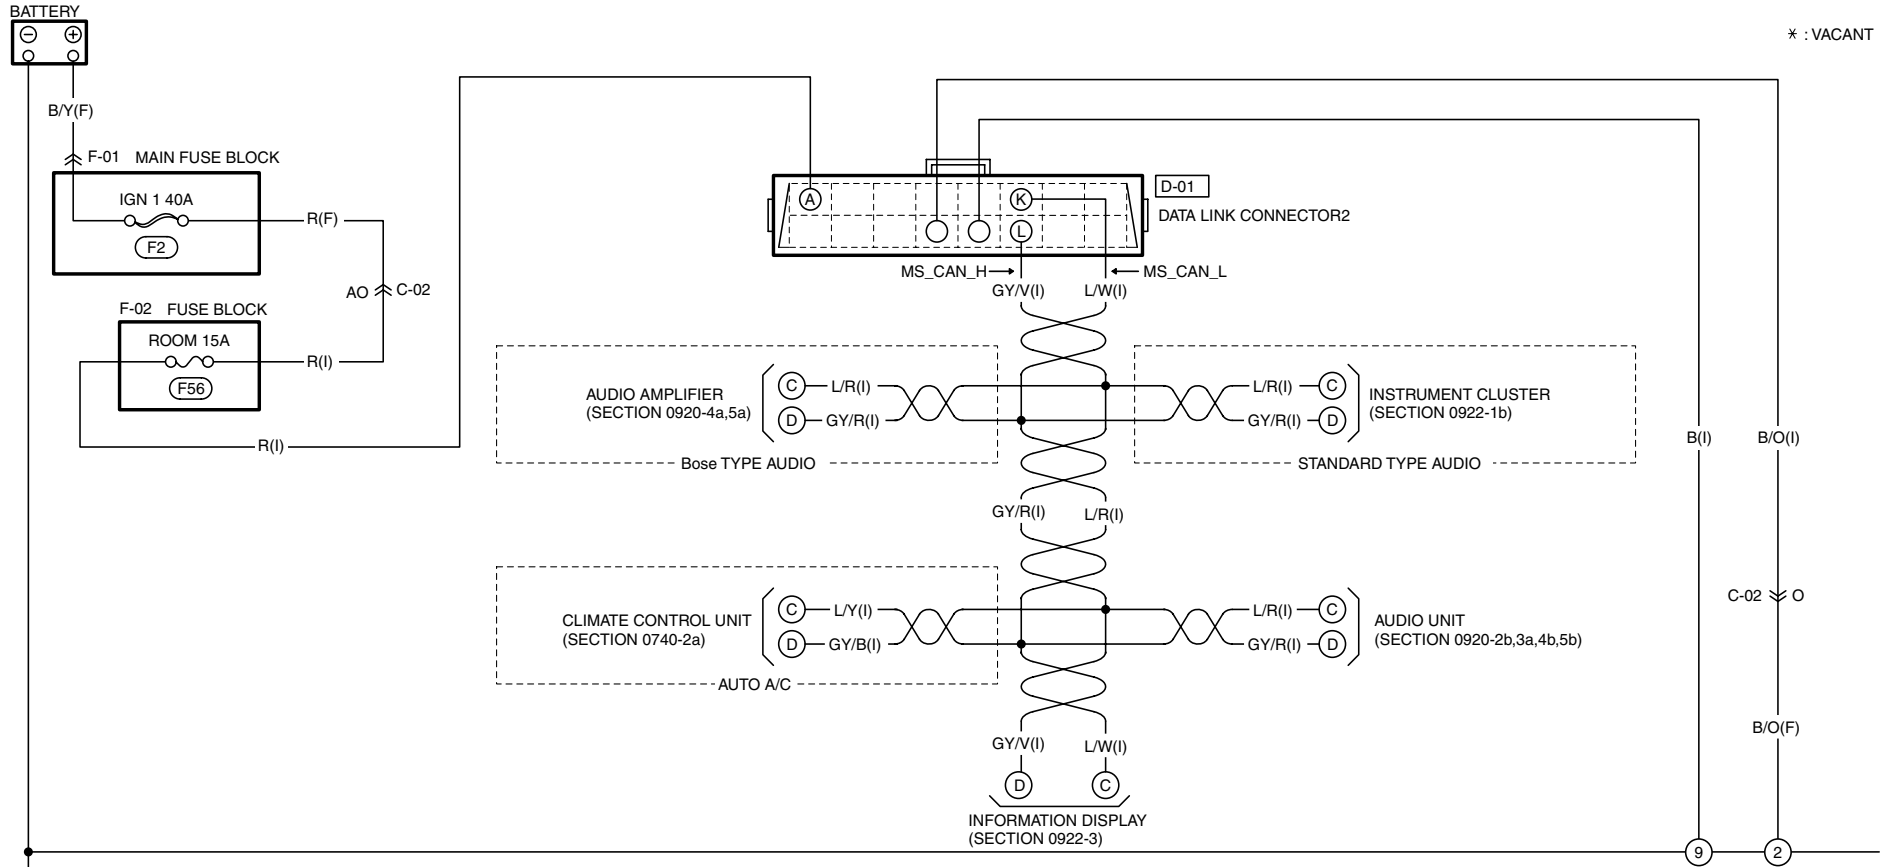 BATTERY
− +
* : VACANT
B/Y(F)
F-01 MAIN FUSE BLOCK
IGN 1 40A
F2
R(F)
AO C-02
F-02 FUSE BLOCK
ROOM 15A
F56
R(I)
R(I)
A K
L
D-01
DATA LINK CONNECTOR2
MS_CAN_H MS_CAN_L
GY/V(I) L/W(I)
AUDIO AMPLIFIER
(SECTION 0920-4a,5a)
C L/R(I)
D GY/R(I)
Bose TYPE AUDIO
L/R(I) C
GY/R(I) D
INSTRUMENT CLUSTER
(SECTION 0922-1b)
STANDARD TYPE AUDIO
B(I) B/O(I)
GY/R(I) L/R(I)
CLIMATE CONTROL UNIT
(SECTION 0740-2a)
C L/Y(I)
D GY/B(I)
AUTO A/C
L/R(I) C
GY/R(I) D
AUDIO UNIT
(SECTION 0920-2b,3a,4b,5b)
C-02 O
B/O(F)
GY/V(I) L/W(I)
D C
INFORMATION DISPLAY
(SECTION 0922-3)
9 2